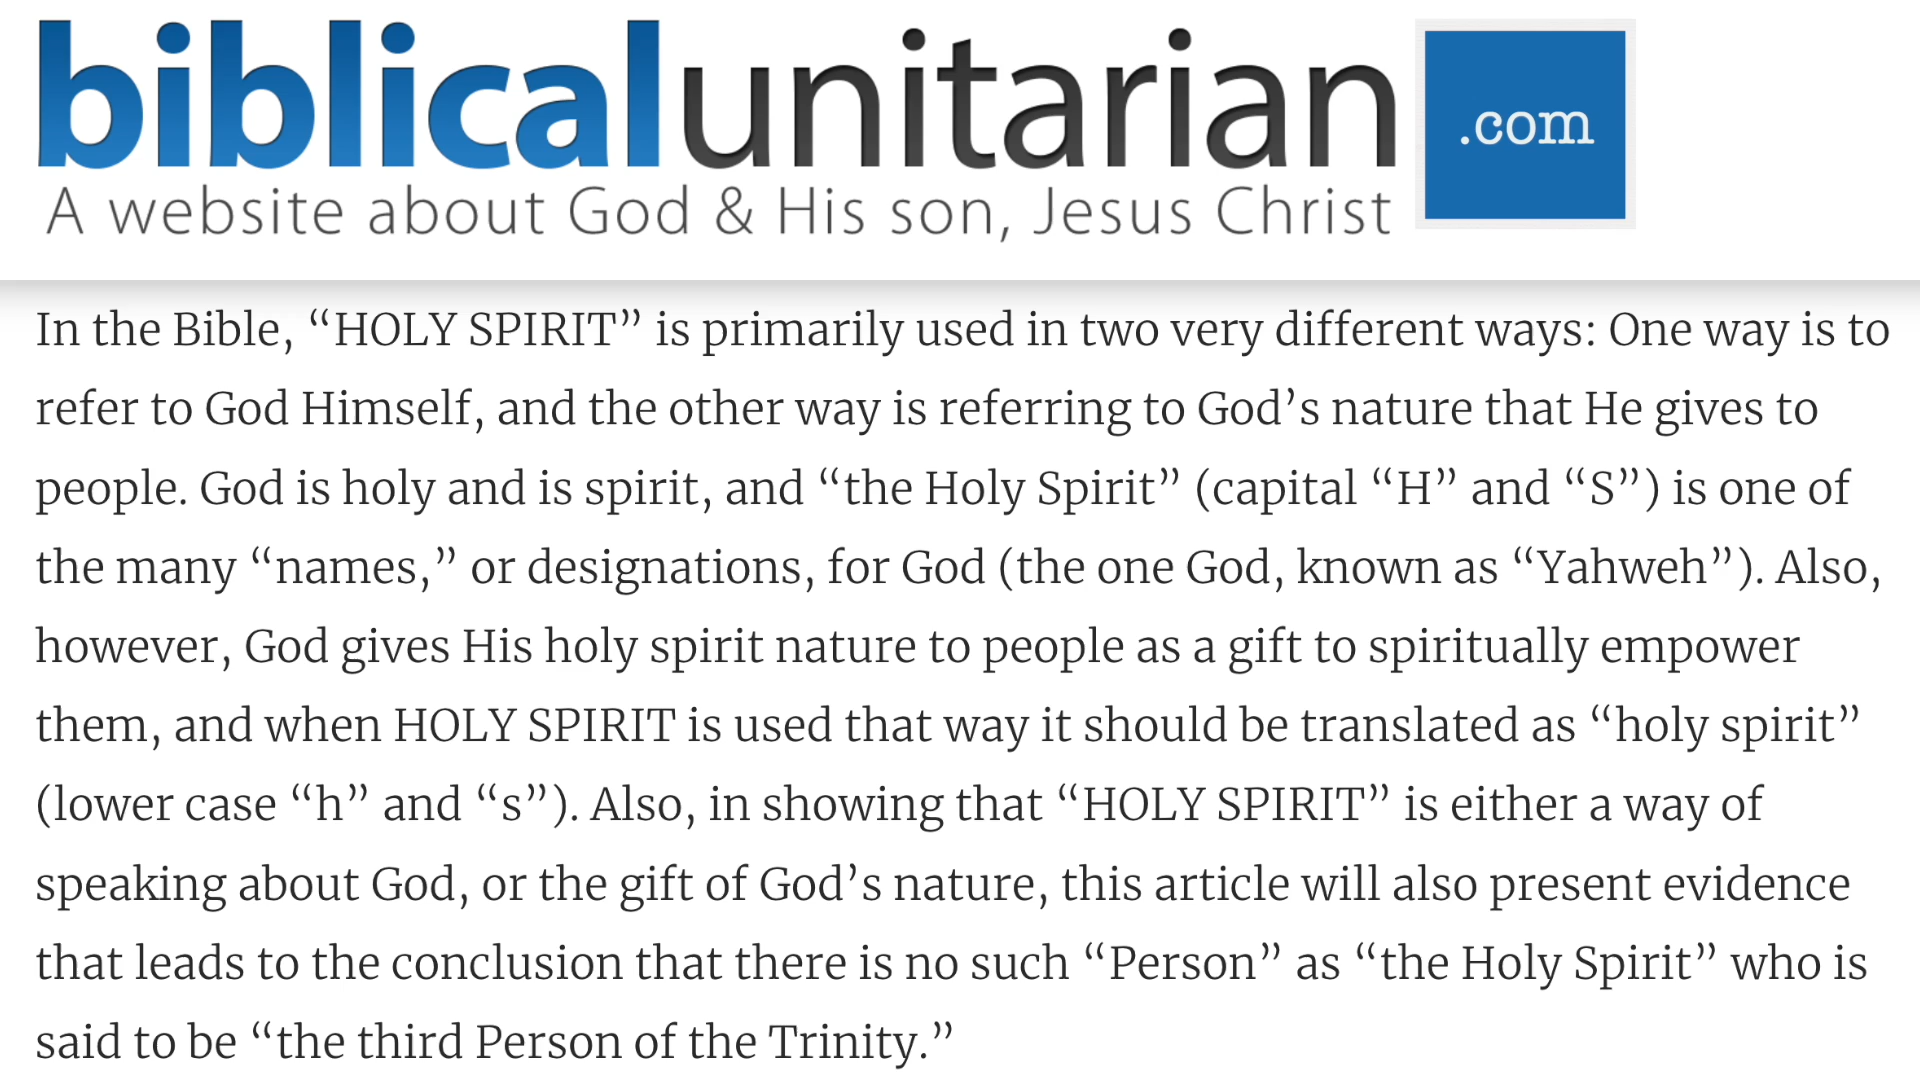 biblicalunitarian .com
A website about God & His son, Jesus Christ
In the Bible, “HOLY SPIRIT” is primarily used in two very different ways: One way is to
refer to God Himself, and the other way is referring to God’s nature that He gives to
people. God is holy and is spirit, and “the Holy Spirit” (capital “H” and “S”) is one of
the many “names,” or designations, for God (the one God, known as “Yahweh”). Also,
however, God gives His holy spirit nature to people as a gift to spiritually empower
them, and when HOLY SPIRIT is used that way it should be translated as “holy spirit”
(lower case “h” and “s”). Also, in showing that “HOLY SPIRIT” is either a way of
speaking about God, or the gift of God’s nature, this article will also present evidence
that leads to the conclusion that there is no such “Person” as “the Holy Spirit” who is
said to be “the third Person of the Trinity.”